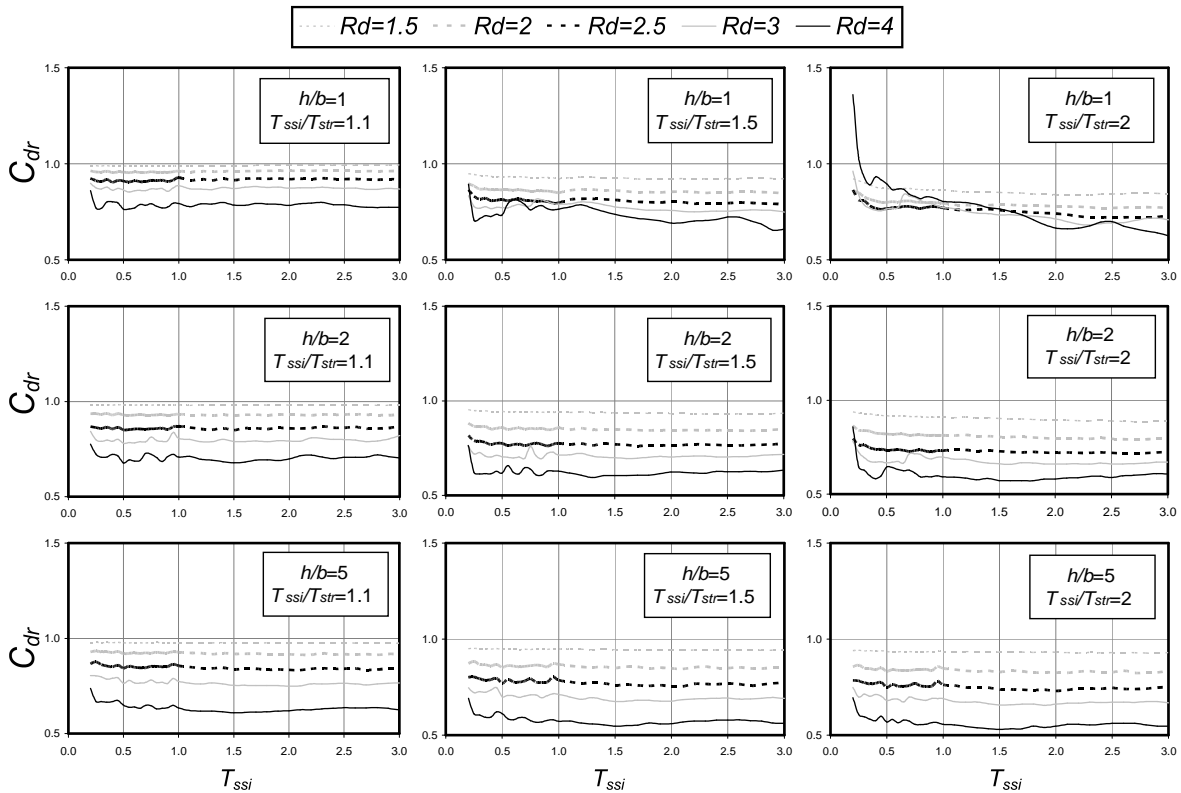 Rd=1.5 Rd=2 Rd=2.5 Rd=3 Rd=4
1.5 1.5 1.5
h/b=1 h/b=1 h/b=1
Tssi/Tstr=1.1 Tssi/Tstr=1.5 Tssi/Tstr=2
Cdr 1.0 1.0 1.0
0.5 0.5 0.5
0.0 0.5 1.0 1.5 2.0 2.5 3.0 0.0 0.5 1.0 1.5 2.0 2.5 3.0 0.0 0.5 1.0 1.5 2.0 2.5 3.0
1.5 1.5 1.5
h/b=2 h/b=2 h/b=2
Tssi/Tstr=1.1 Tssi/Tstr=1.5 Tssi/Tstr=2
Cdr 1.0 1.0 1.0
0.5 0.5 0.5
0.0 0.5 1.0 1.5 2.0 2.5 3.0 0.0 0.5 1.0 1.5 2.0 2.5 3.0 0.0 0.5 1.0 1.5 2.0 2.5 3.0
1.5 1.5 1.5
h/b=5 h/b=5 h/b=5
Tssi/Tstr=1.1 Tssi/Tstr=1.5 Tssi/Tstr=2
Cdr 1.0 1.0 1.0
0.5 0.5 0.5
0.0 0.5 1.0 1.5 2.0 2.5 3.0 0.0 0.5 1.0 1.5 2.0 2.5 3.0 0.0 0.5 1.0 1.5 2.0 2.5 3.0
Tssi Tssi Tssi